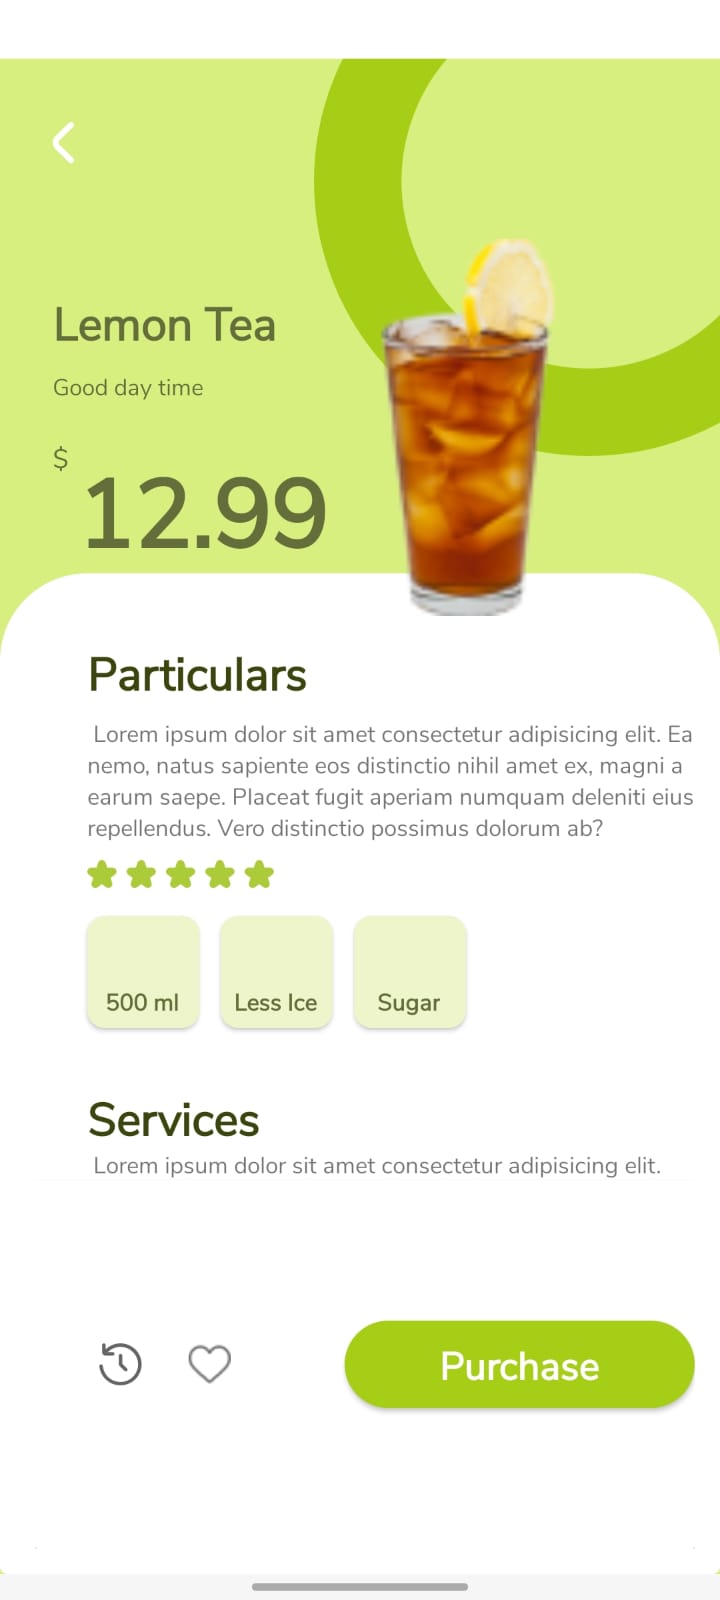 Lemon Tea
Good day time
$
12.99
Particulars
Lorem ipsum dolor sit amet consectetur adipisicing elit. Ea
nemo, natus sapiente eos distinctio nihil amet ex, magni a
earum saepe. Placeat fugit aperiam numquam deleniti eius
repellendus. Vero distinctio possimus dolorum ab?
500 ml
Less Ice
Sugar
Services
Lorem ipsum dolor sit amet consectetur adipisicing elit.
Purchase